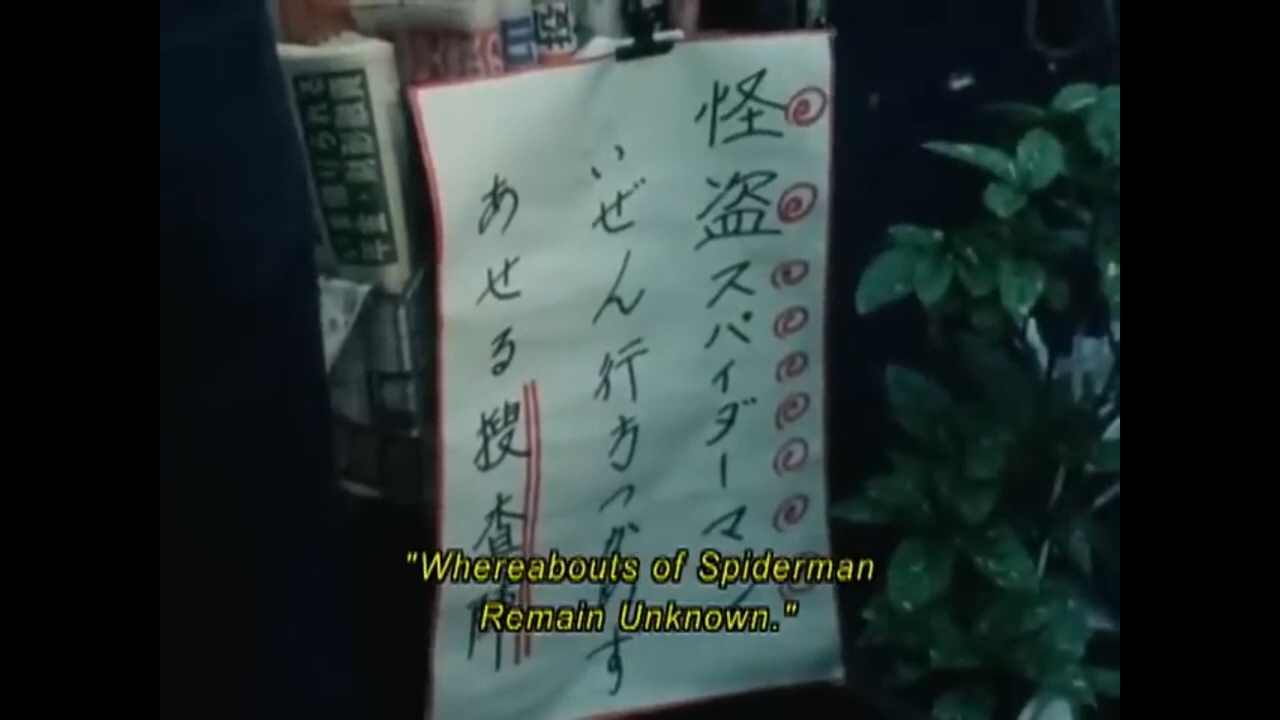 怪盗スパイダーマン
いぜん行方つかめず
あせる捜査陣
"Whereabouts of Spiderman
Remain Unknown."